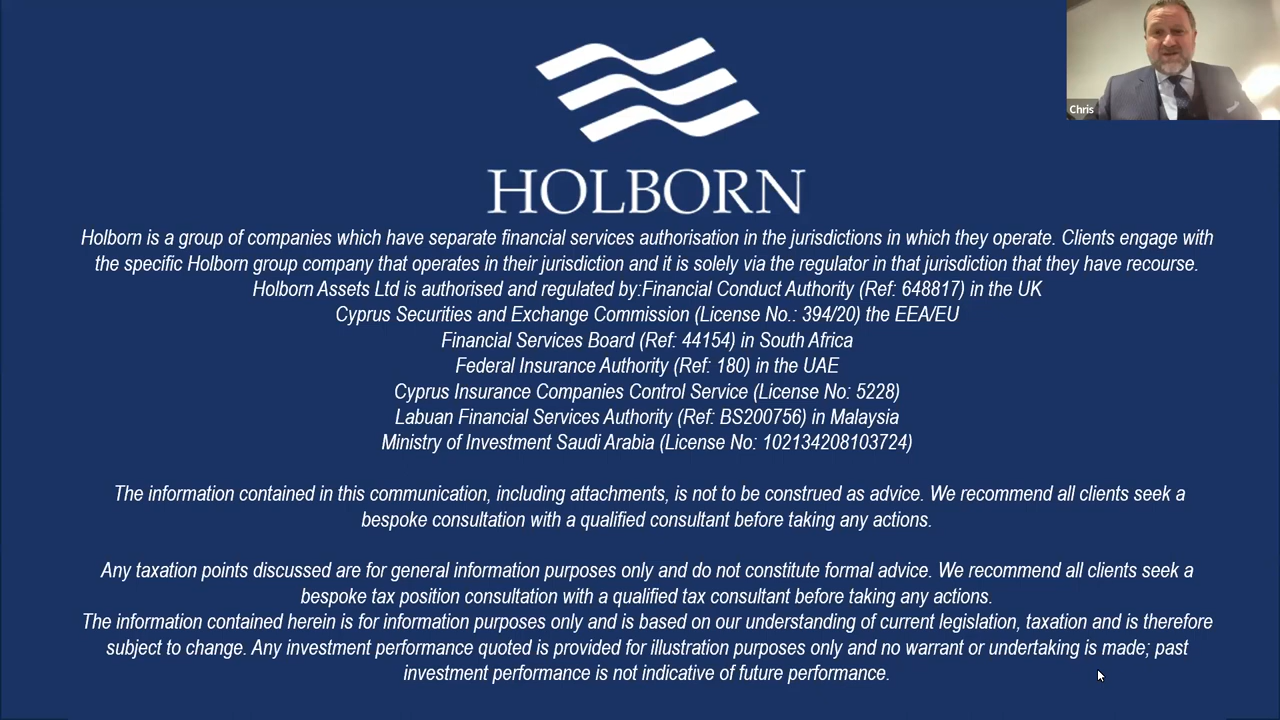 Chris
HOLBORN
Holborn is a group of companies which have separate financial services authorisation in the jurisdictions in which they operate. Clients engage with
the specific Holborn group company that operates in their jurisdiction and it is solely via the regulator in that jurisdiction that they have recourse.
Holborn Assets Ltd is authorised and regulated by:Financial Conduct Authority (Ref: 648817) in the UK
Cyprus Securities and Exchange Commission (License No.: 394/20) the EEA/EU
Financial Services Board (Ref: 44154) in South Africa
Federal Insurance Authority (Ref: 180) in the UAE
Cyprus Insurance Companies Control Service (License No: 5228)
Labuan Financial Services Authority (Ref: BS200756) in Malaysia
Ministry of Investment Saudi Arabia (License No: 102134208103724)
The information contained in this communication, including attachments, is not to be construed as advice. We recommend all clients seek a
bespoke consultation with a qualified consultant before taking any actions.
Any taxation points discussed are for general information purposes only and do not constitute formal advice. We recommend all clients seek a
bespoke tax position consultation with a qualified tax consultant before taking any actions.
The information contained herein is for information purposes only and is based on our understanding of current legislation, taxation and is therefore
subject to change. Any investment performance quoted is provided for illustration purposes only and no warrant or undertaking is made; past
investment performance is not indicative of future performance.